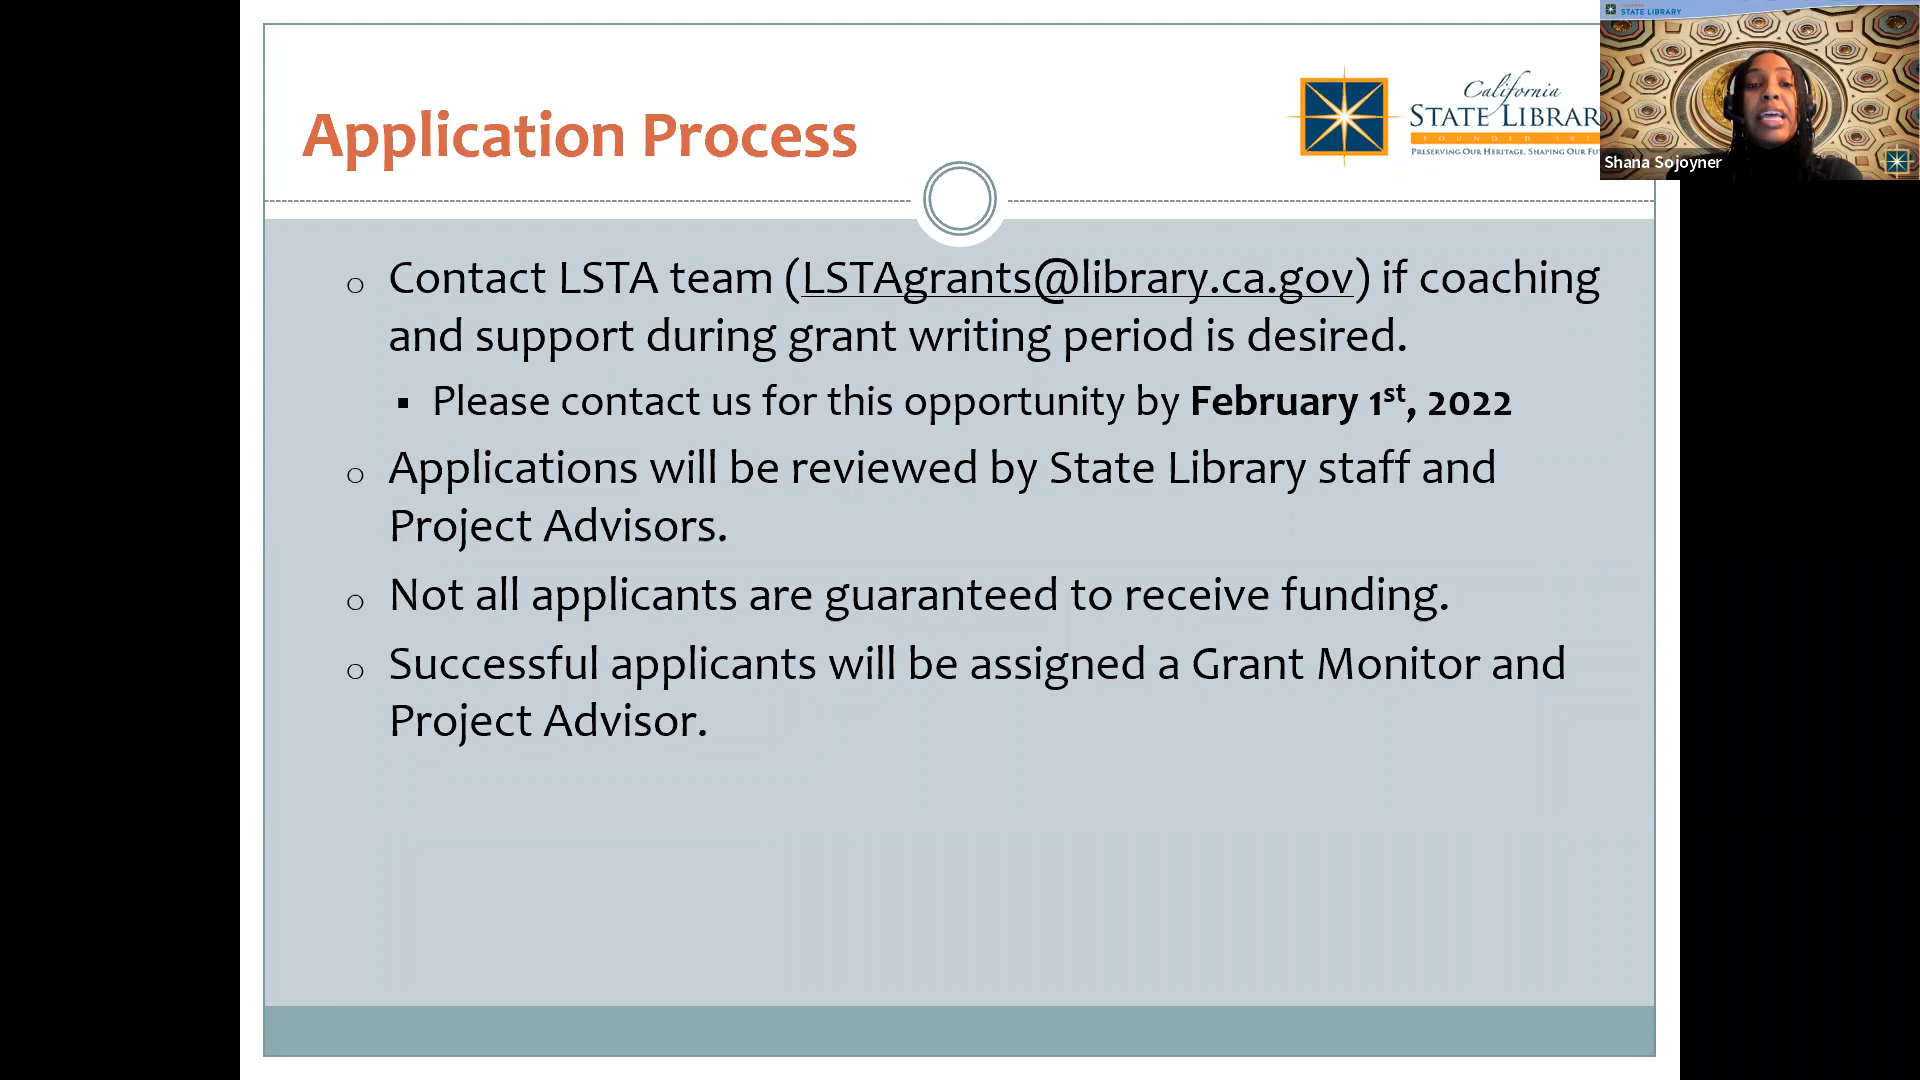 Application Process
California
STATE LIBRAR
FOUNDED
PRESERVING OUR HERITAGE. SHAPING OUR FU
STATE LIBRARY
Shana Sojoyner
Contact LSTA team (LSTAgrants@library.ca.gov) if coaching
and support during grant writing period is desired.
Please contact us for this opportunity by February 1st, 2022
Applications will be reviewed by State Library staff and
Project Advisors.
Not all applicants are guaranteed to receive funding.
Successful applicants will be assigned a Grant Monitor and
Project Advisor.